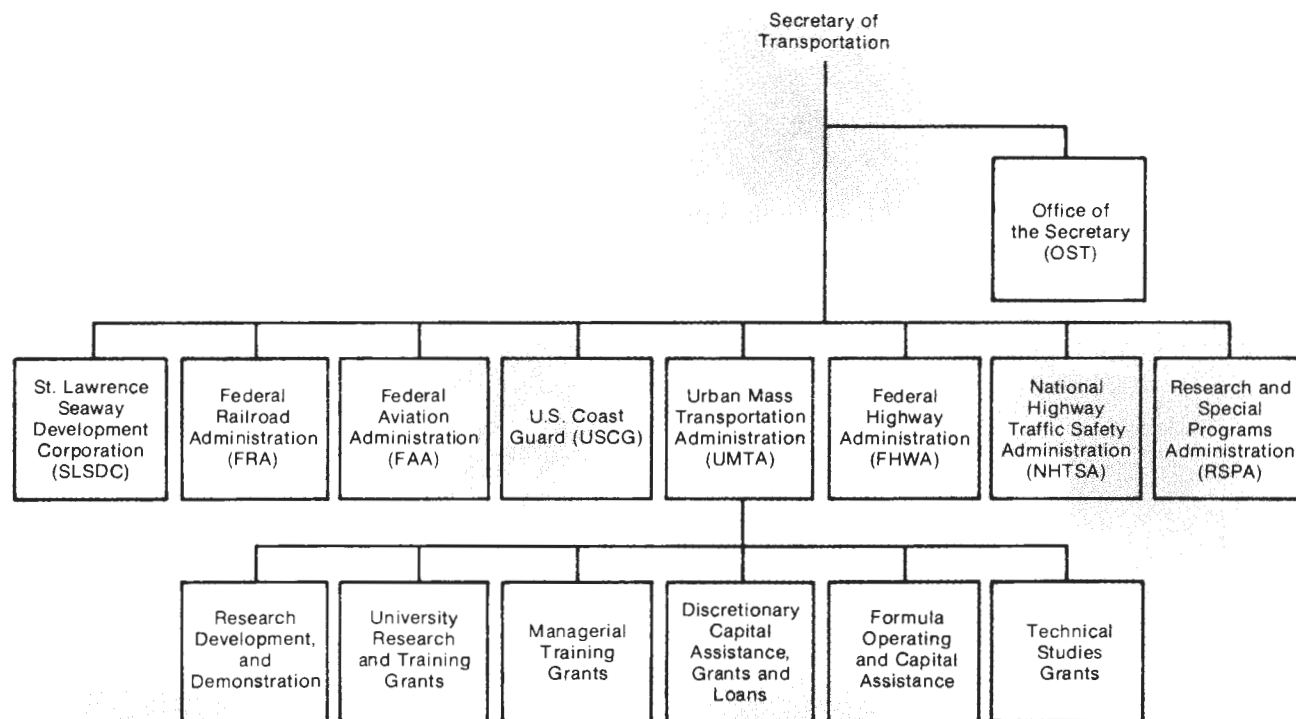 Secretary of
Transportation
Office of
the Secretary
(OST)
St. Lawrence
Seaway
Development
Corporation
(SLSDC)
Federal
Railroad
Administration
(FRA)
Federal
Aviation
Administration
(FAA)
U.S. Coast
Guard (USCG)
Urban Mass
Transportation
Administration
(UMTA)
Federal
Highway
Administration
(FHWA)
National
Highway
Traffic Safety
Administration
(NHTSA)
Research and
Special
Programs
Administration
(RSPA)
Research
Development,
and
Demonstration
University
Research
and Training
Grants
Managerial
Training
Grants
Discretionary
Capital
Assistance,
Grants and
Loans
Formula
Operating
and Capital
Assistance
Technical
Studies
Grants